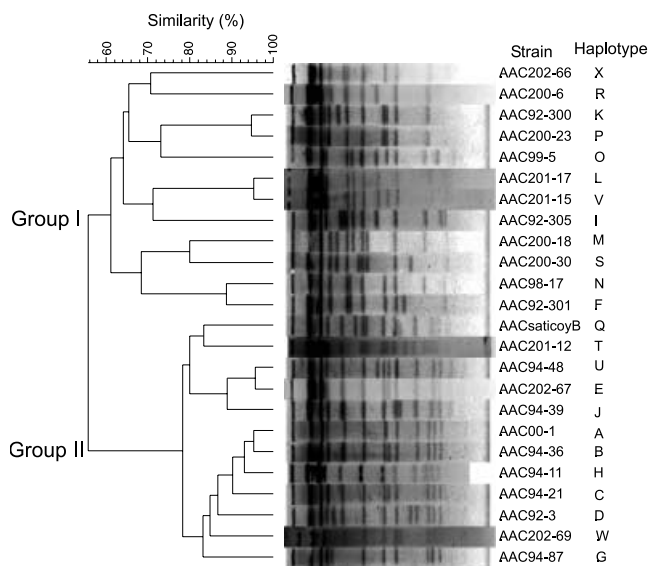 Similarity (%)
60 70 80 90 100
Strain Haplotype
AAC202-66 X
AAC200-6 R
AAC92-300 K
AAC200-23 P
AAC99-5 O
AAC201-17 L
AAC201-15 V
Group I
AAC92-305 I
AAC200-18 M
AAC200-30 S
AAC98-17 N
AAC92-301 F
AACsaticoyB Q
AAC201-12 T
AAC94-48 U
AAC202-67 E
AAC94-39 J
AAC00-1 A
Group II
AAC94-36 B
AAC94-11 H
AAC94-21 C
AAC92-3 D
AAC202-69 W
AAC94-87 G